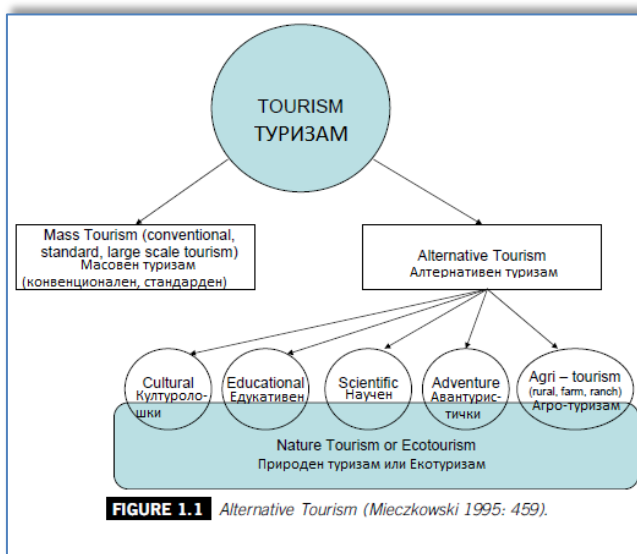 TOURISM
ТУРИЗАМ
Mass Tourism (conventional,
standard, large scale tourism)
Масовен туризам
(конвенционален, стандарден)
Alternative Tourism
Алтернативен туризам
Cultural
Културоло-
шки
Educational
Едукативен
Scientific
Научен
Adventure
Авантурис-
тички
Agri – tourism
(rural, farm, ranch)
Агро-туризам
Nature Tourism or Ecotourism
Природен туризам или Екотуризам
FIGURE 1.1 Alternative Tourism (Mieczkowski 1995: 459).